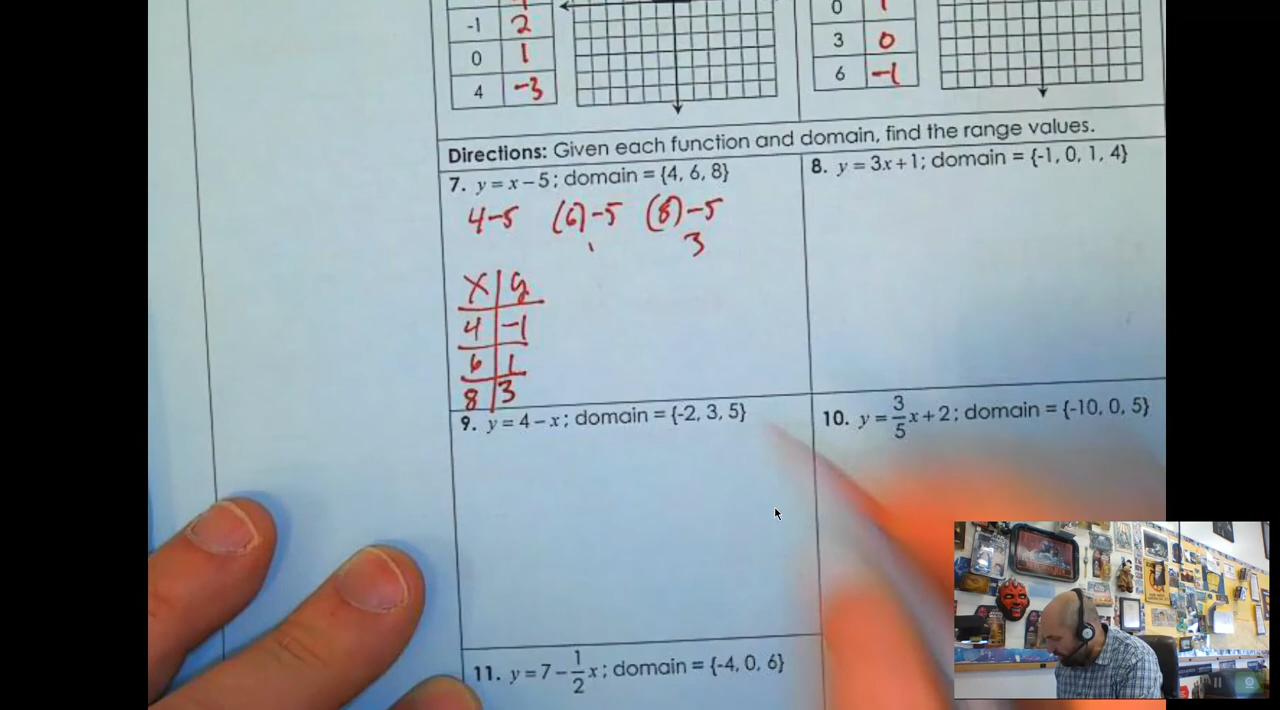 -1 2
0 1
4 -3
0 1
3 0
6 -1
Directions: Given each function and domain, find the range values.
7. y = x – 5; domain = {4, 6, 8}
4-5 (6)-5 (8)-5
1 3
x y
4 -1
6 1
8 3
8. y = 3x + 1; domain = {-1, 0, 1, 4}
9. y = 4 – x; domain = {-2, 3, 5}
10. y = 3/5 x + 2; domain = {-10, 0, 5}
11. y = 7 – 1/2 x; domain = {-4, 0, 6}